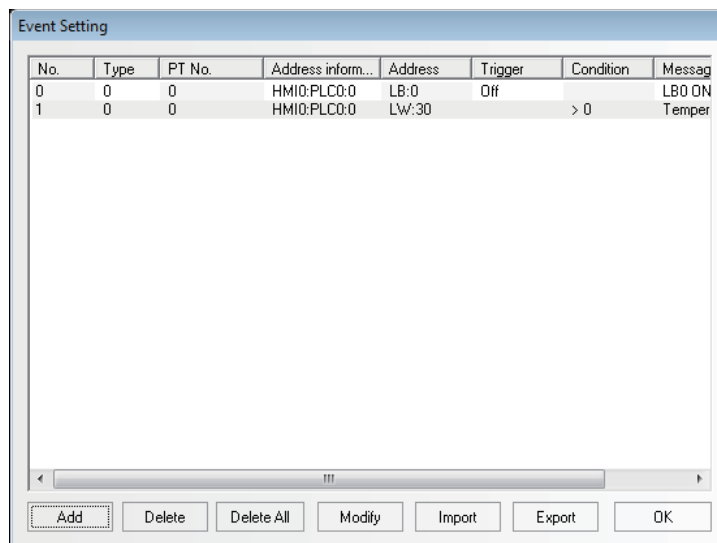 Event Setting
No. Type PT No. Address inform... Address Trigger Condition Messag
0 0 0 HMI0:PLC0:0 LB:0 Off LB0 ON
1 0 0 HMI0:PLC0:0 LW:30 > 0 Temper
Add Delete Delete All Modify Import Export OK